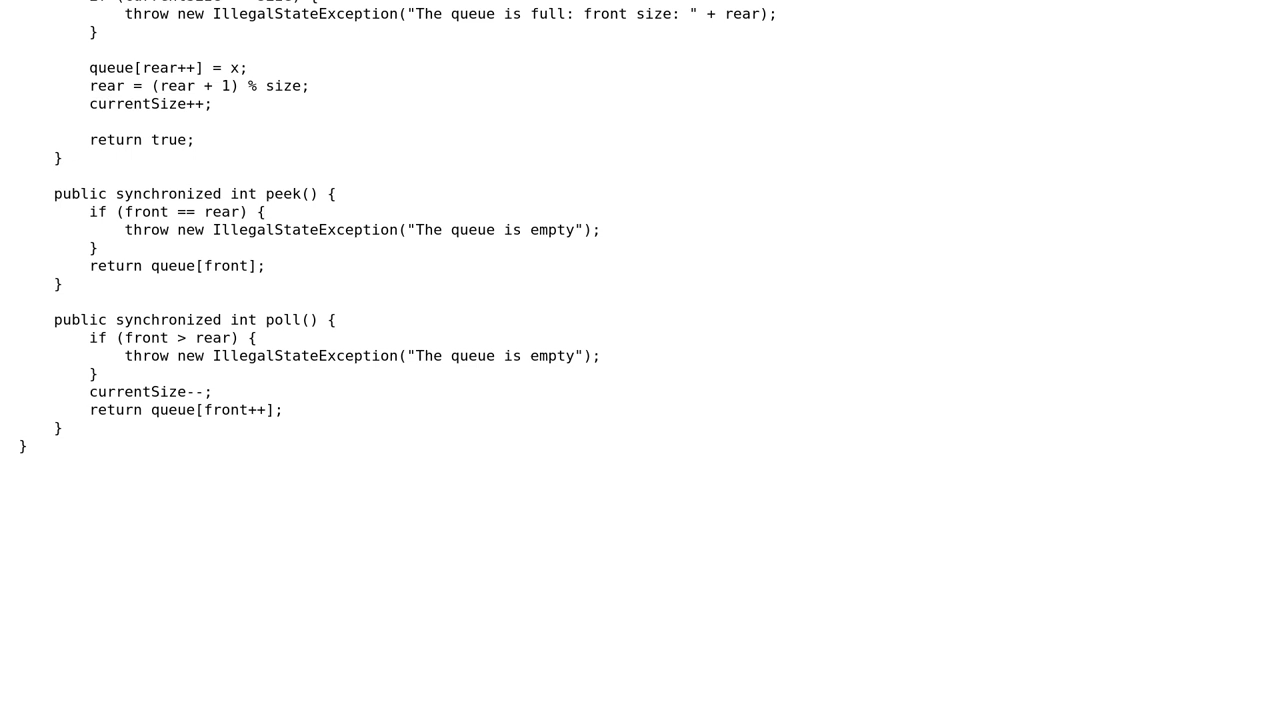 throw new IllegalStateException("The queue is full: front size: " + rear);
        }

        queue[rear++] = x;
        rear = (rear + 1) % size;
        currentSize++;

        return true;
    }

    public synchronized int peek() {
        if (front == rear) {
            throw new IllegalStateException("The queue is empty");
        }
        return queue[front];
    }

    public synchronized int poll() {
        if (front > rear) {
            throw new IllegalStateException("The queue is empty");
        }
        currentSize--;
        return queue[front++];
    }
}